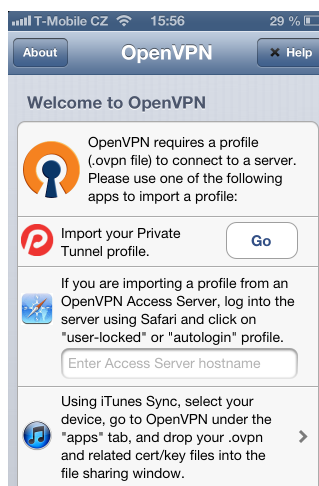 T-Mobile CZ 15:56 29 %
About OpenVPN × Help
Welcome to OpenVPN
OpenVPN requires a profile
(.ovpn file) to connect to a server.
Please use one of the following
apps to import a profile:
Import your Private
Tunnel profile.
Go
If you are importing a profile from an
OpenVPN Access Server, log into the
server using Safari and click on
"user-locked" or "autologin" profile.
Enter Access Server hostname
Using iTunes Sync, select your
device, go to OpenVPN under the
"apps" tab, and drop your .ovpn
and related cert/key files into
the file sharing window.